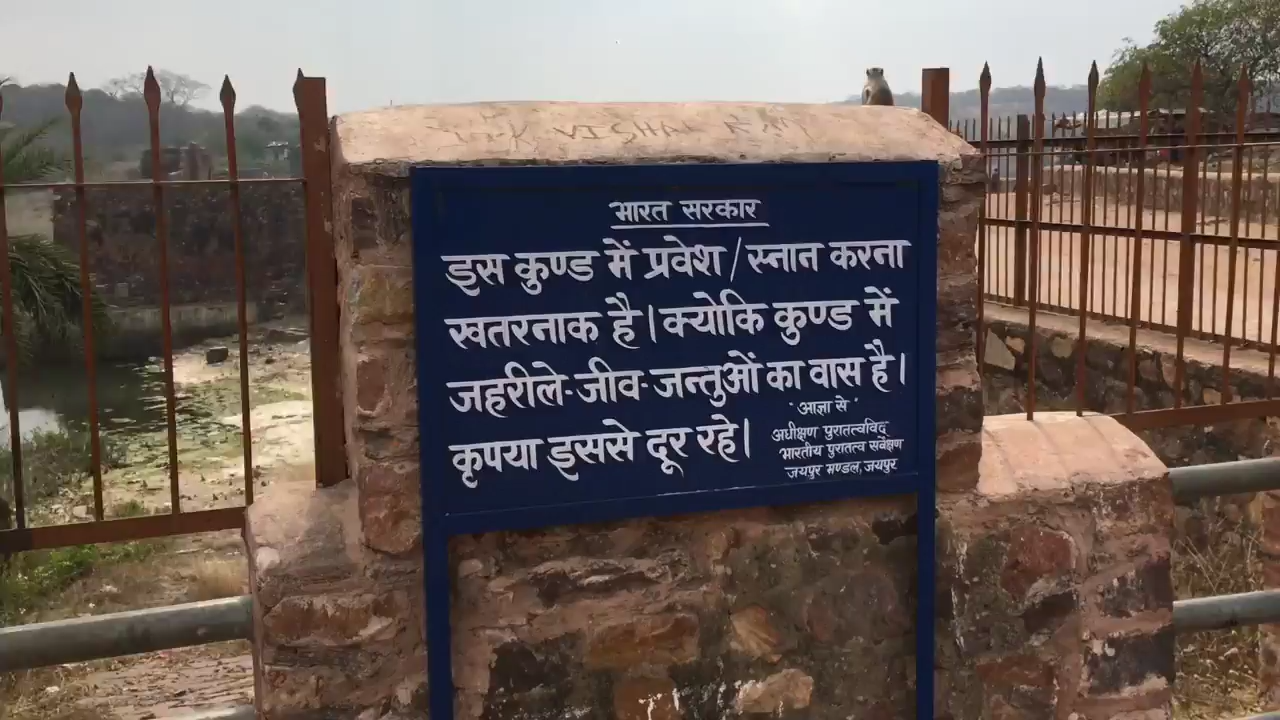 VISHAL
भारत सरकार
इस कुण्ड में प्रवेश/स्नान करना
खतरनाक है।क्योकि कुण्ड में
जहरीले-जीव-जन्तुओं का वास है।
कृपया इससे दूर रहे।
"आज्ञा से"
अधीक्षण पुरातत्वविद्
भारतीय पुरातत्व सर्वेक्षण
जयपुर मण्डल, जयपुर